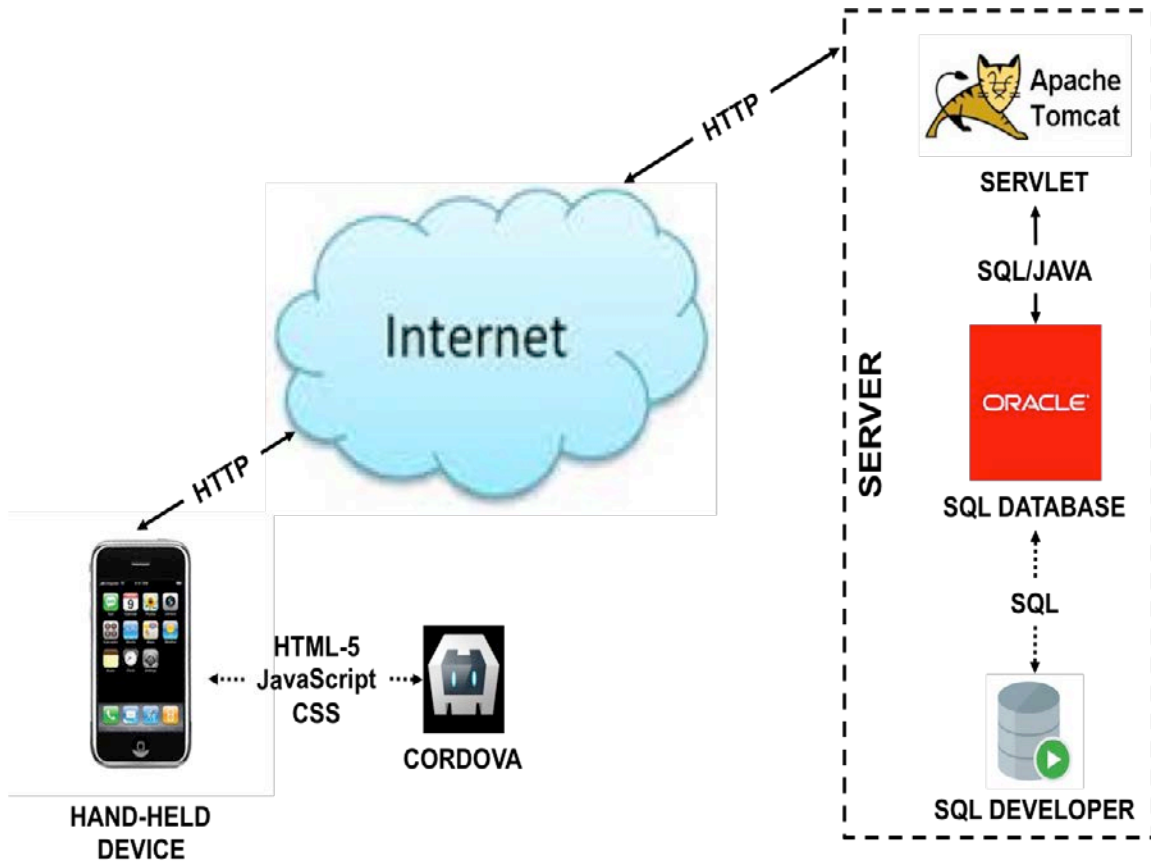 HTTP
Apache
Tomcat
SERVLET
SQL/JAVA
ORACLE
SQL DATABASE
SQL
SQL DEVELOPER
SERVER
Internet
HTTP
HTML-5
JavaScript
CSS
CORDOVA
HAND-HELD
DEVICE